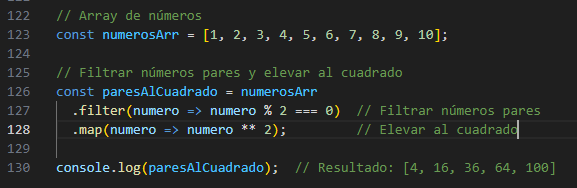 122 // Array de números
123 const numerosArr = [1, 2, 3, 4, 5, 6, 7, 8, 9, 10];
124
125 // Filtrar números pares y elevar al cuadrado
126 const paresAlCuadrado = numerosArr
127   .filter(numero => numero % 2 === 0)  // Filtrar números pares
128   .map(numero => numero ** 2);          // Elevar al cuadrado
129
130 console.log(paresAlCuadrado);  // Resultado: [4, 16, 36, 64, 100]